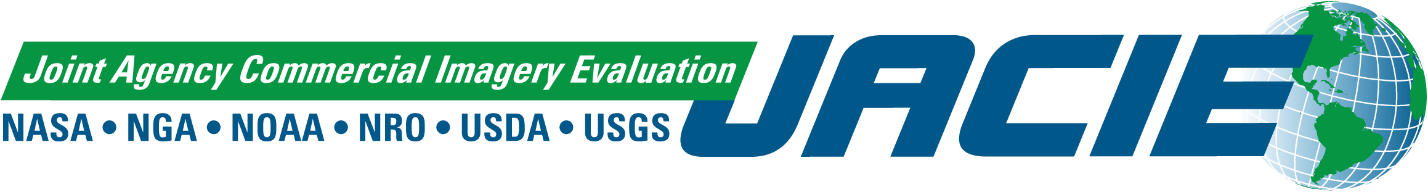 Joint Agency Commercial Imagery Evaluation
JACIE
NASA • NGA • NOAA • NRO • USDA • USGS